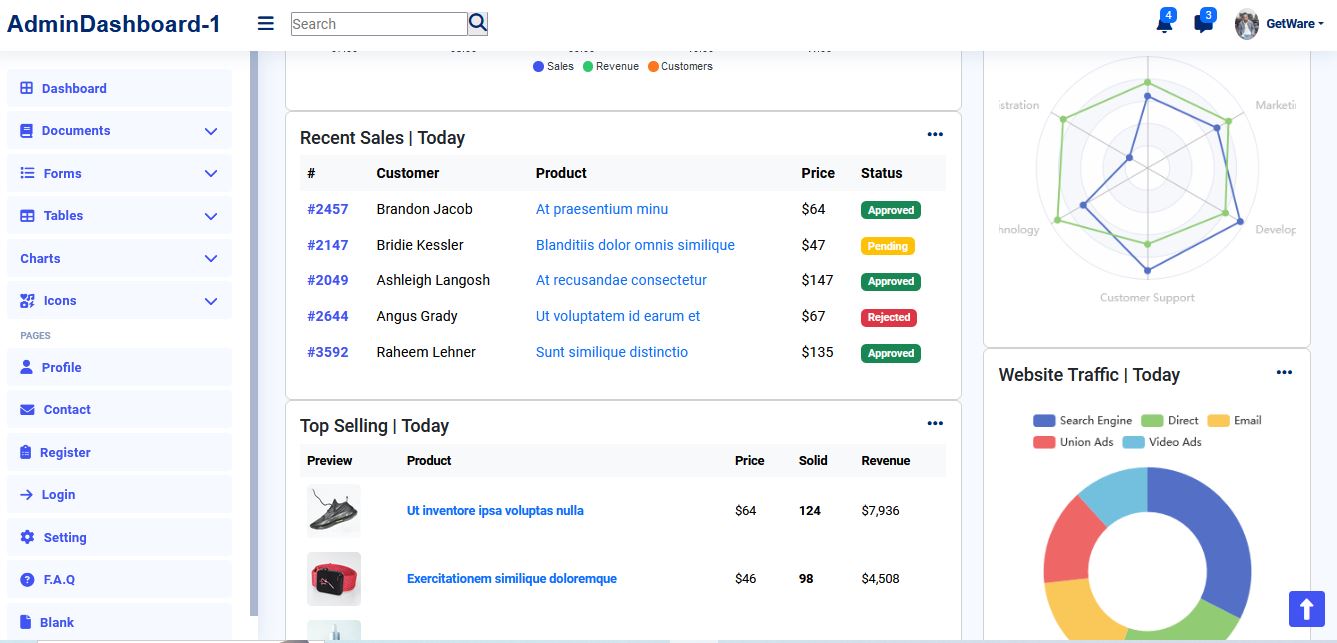 AdminDashboard-1
Search
4
3
GetWare
Dashboard
Documents
Forms
Tables
Charts
Icons
PAGES
Profile
Contact
Register
Login
Setting
F.A.Q
Blank
Sales Revenue Customers
Recent Sales | Today
# Customer Product Price Status
#2457 Brandon Jacob At praesentium minu $64 Approved
#2147 Bridie Kessler Blanditiis dolor omnis similique $47 Pending
#2049 Ashleigh Langosh At recusandae consectetur $147 Approved
#2644 Angus Grady Ut voluptatem id earum et $67 Rejected
#3592 Raheem Lehner Sunt similique distinctio $135 Approved
Top Selling | Today
Preview Product Price Solid Revenue
Ut inventore ipsa voluptas nulla $64 124 $7,936
Exercitationem similique doloremque $46 98 $4,508
istration Marketi
hnology Develop
Customer Support
Website Traffic | Today
Search Engine Direct Email
Union Ads Video Ads